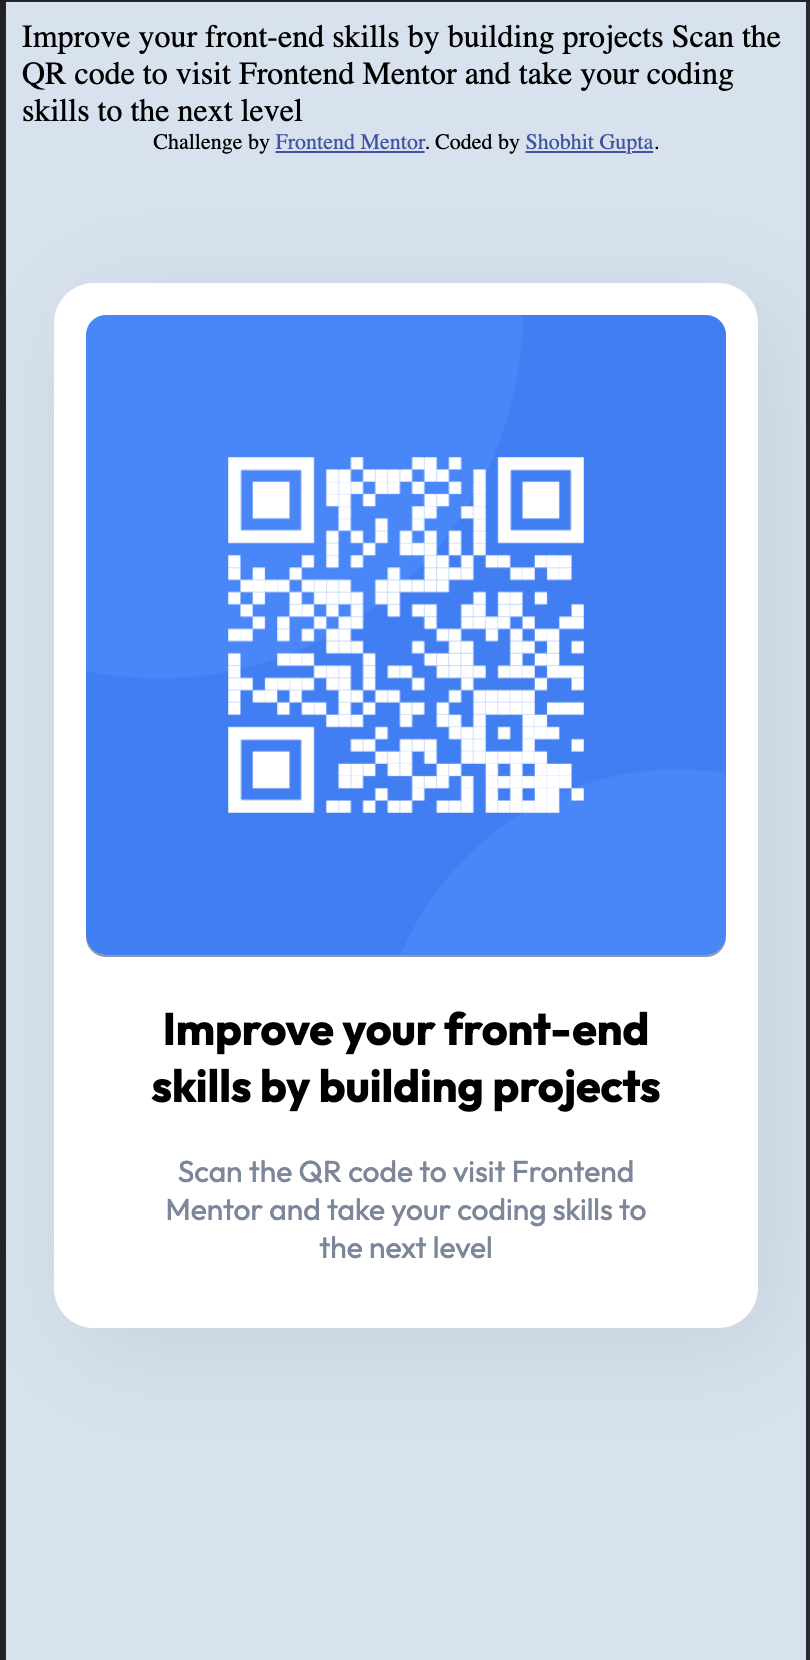 Improve your front-end skills by building projects Scan the
QR code to visit Frontend Mentor and take your coding
skills to the next level
Challenge by Frontend Mentor. Coded by Shobhit Gupta.
Improve your front-end
skills by building projects
Scan the QR code to visit Frontend
Mentor and take your coding skills to
the next level